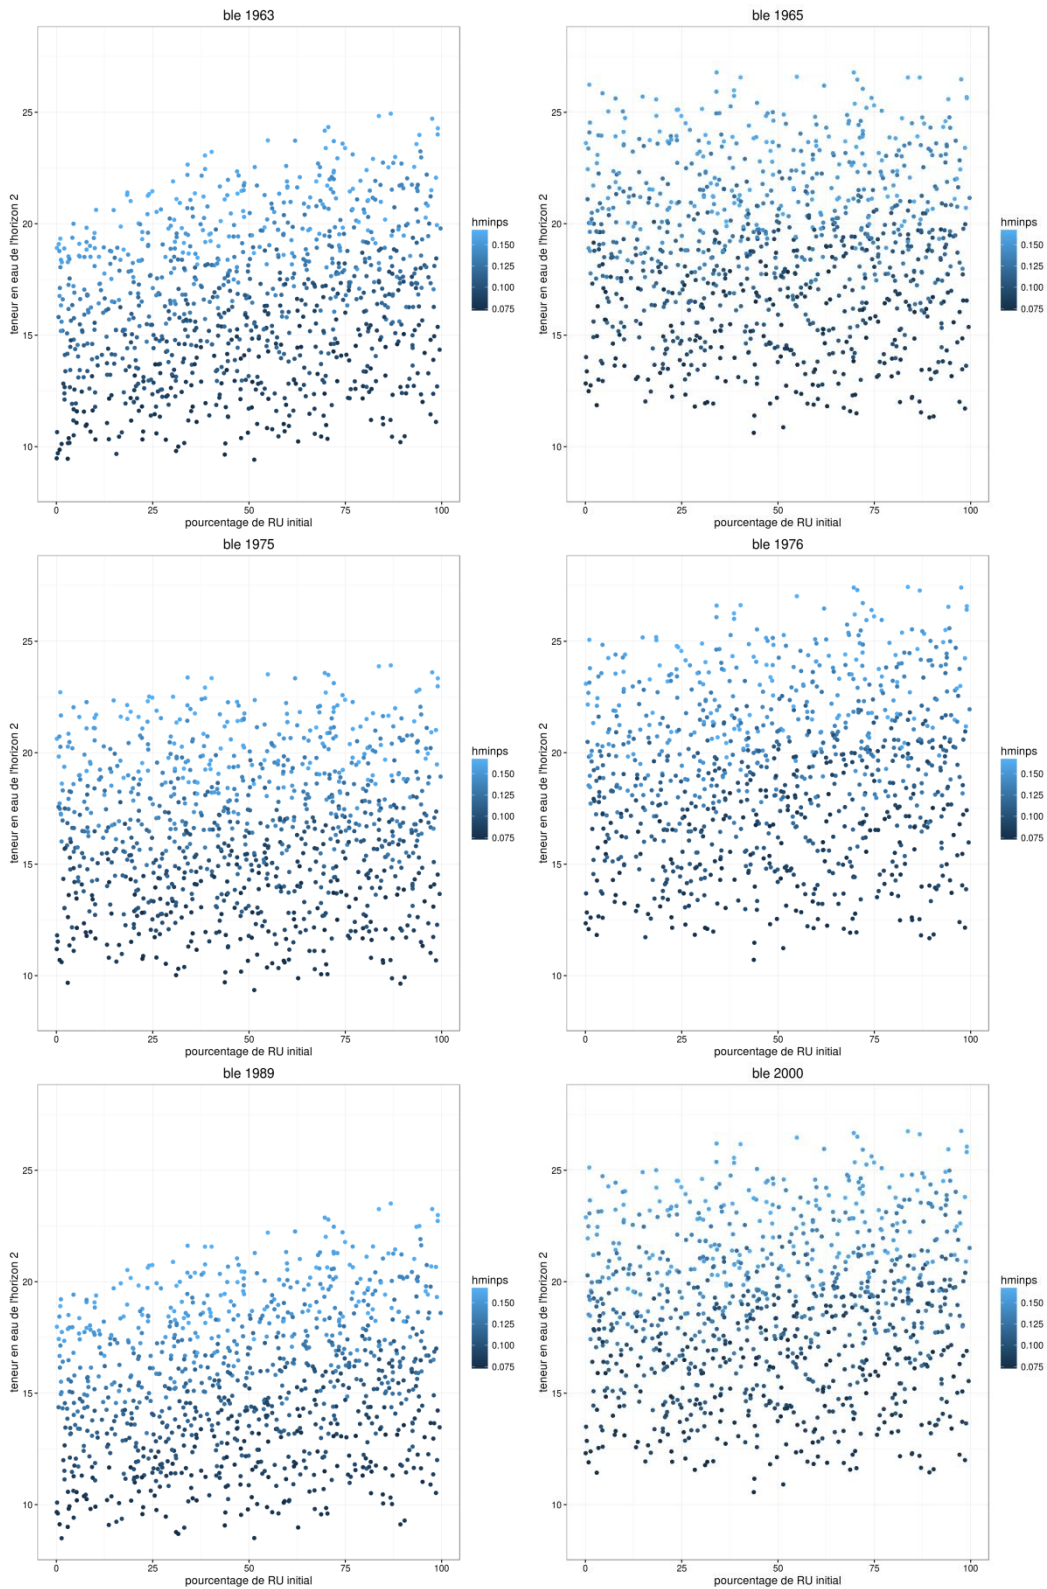 ble 1963
teneur en eau de l'horizon 2
25
20
15
10
0 25 50 75 100
pourcentage de RU initial
hminps
0.150
0.125
0.100
0.075
ble 1965
teneur en eau de l'horizon 2
25
20
15
10
0 25 50 75 100
pourcentage de RU initial
hminps
0.150
0.125
0.100
0.075
ble 1975
teneur en eau de l'horizon 2
25
20
15
10
0 25 50 75 100
pourcentage de RU initial
hminps
0.150
0.125
0.100
0.075
ble 1976
teneur en eau de l'horizon 2
25
20
15
10
0 25 50 75 100
pourcentage de RU initial
hminps
0.150
0.125
0.100
0.075
ble 1989
teneur en eau de l'horizon 2
25
20
15
10
0 25 50 75 100
pourcentage de RU initial
hminps
0.150
0.125
0.100
0.075
ble 2000
teneur en eau de l'horizon 2
25
20
15
10
0 25 50 75 100
pourcentage de RU initial
hminps
0.150
0.125
0.100
0.075